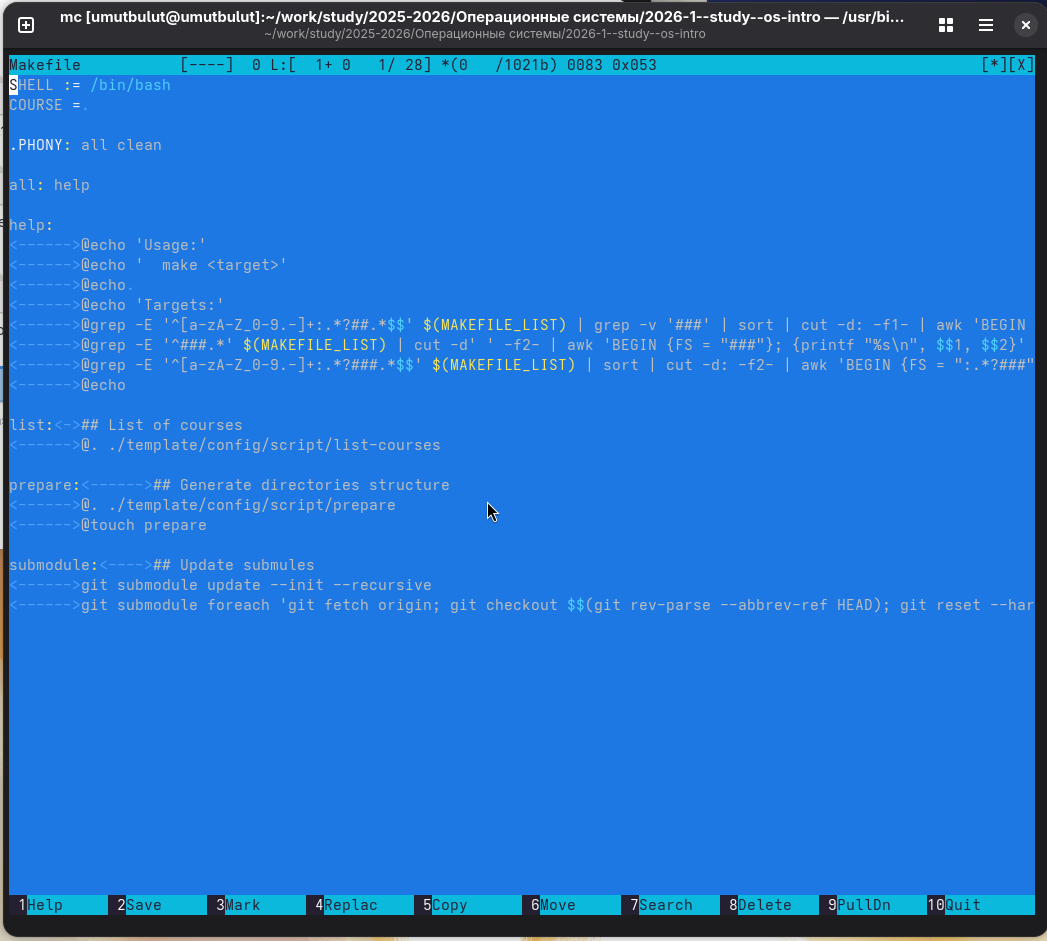 mc [umutbulut@umutbulut]:~/work/study/2025-2026/Операционные системы/2026-1--study--os-intro — /usr/bi...
~/work/study/2025-2026/Операционные системы/2026-1--study--os-intro
Makefile           [----]  0 L:[  1+ 0   1/ 28] *(0   /1021b) 0083 0x053                                    [*][X]
SHELL := /bin/bash
COURSE =.
.PHONY: all clean
all: help
help:
<------>@echo 'Usage:'
<------>@echo '  make <target>'
<------>@echo.
<------>@echo 'Targets:'
<------>@grep -E '^[a-zA-Z_0-9.-]+:.*?##.*$$' $(MAKEFILE_LIST) | grep -v '###' | sort | cut -d: -f1- | awk 'BEGIN
<------>@grep -E '^###.*' $(MAKEFILE_LIST) | cut -d' ' -f2- | awk 'BEGIN {FS = "###"}; {printf "%s\n", $$1, $$2}'
<------>@grep -E '^[a-zA-Z_0-9.-]+:.*?###.*$$' $(MAKEFILE_LIST) | sort | cut -d: -f2- | awk 'BEGIN {FS = ":.*?###"
<------>@echo
list:<->## List of courses
<------>@. ./template/config/script/list-courses
prepare:<------>## Generate directories structure
<------>@. ./template/config/script/prepare
<------>@touch prepare
submodule:<---->## Update submules
<------>git submodule update --init --recursive
<------>git submodule foreach 'git fetch origin; git checkout $$(git rev-parse --abbrev-ref HEAD); git reset --har
1Help 2Save 3Mark 4Replac 5Copy 6Move 7Search 8Delete 9PullDn 10Quit